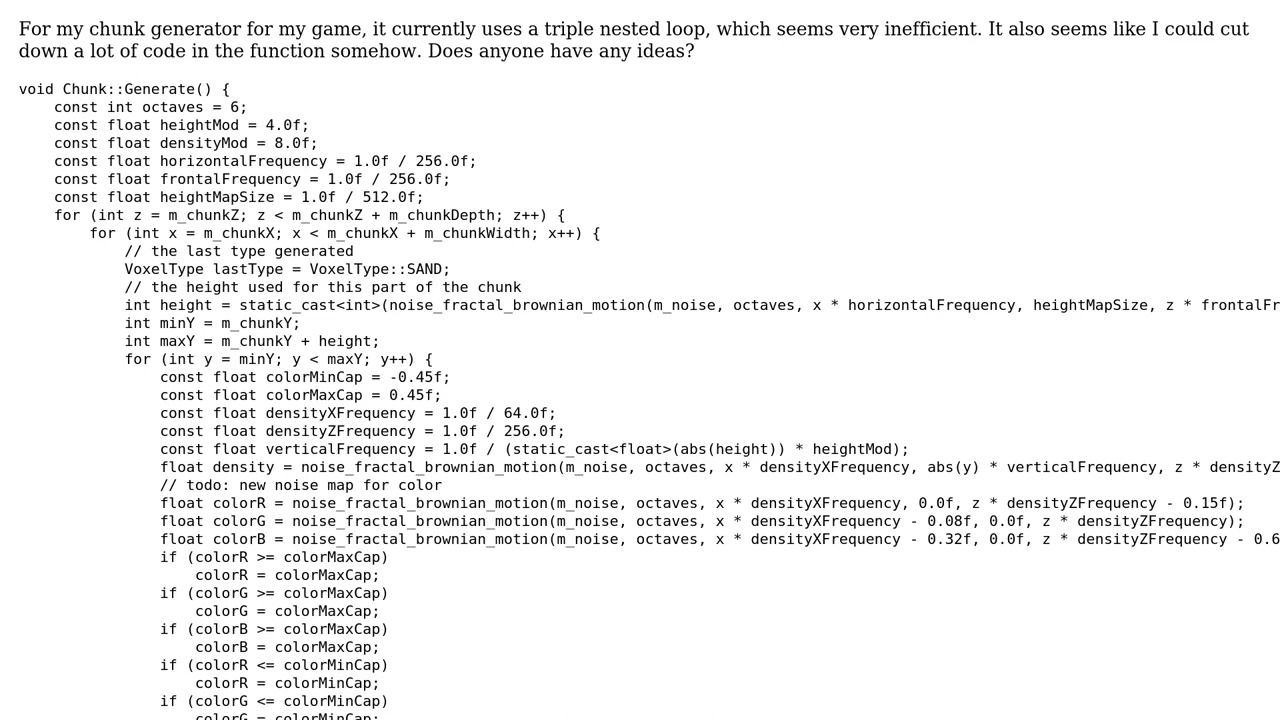 For my chunk generator for my game, it currently uses a triple nested loop, which seems very inefficient. It also seems like I could cut
down a lot of code in the function somehow. Does anyone have any ideas?
void Chunk::Generate() {
    const int octaves = 6;
    const float heightMod = 4.0f;
    const float densityMod = 8.0f;
    const float horizontalFrequency = 1.0f / 256.0f;
    const float frontalFrequency = 1.0f / 256.0f;
    const float heightMapSize = 1.0f / 512.0f;
    for (int z = m_chunkZ; z < m_chunkZ + m_chunkDepth; z++) {
        for (int x = m_chunkX; x < m_chunkX + m_chunkWidth; x++) {
            // the last type generated
            VoxelType lastType = VoxelType::SAND;
            // the height used for this part of the chunk
            int height = static_cast<int>(noise_fractal_brownian_motion(m_noise, octaves, x * horizontalFrequency, heightMapSize, z * frontalFr
            int minY = m_chunkY;
            int maxY = m_chunkY + height;
            for (int y = minY; y < maxY; y++) {
                const float colorMinCap = -0.45f;
                const float colorMaxCap = 0.45f;
                const float densityXFrequency = 1.0f / 64.0f;
                const float densityZFrequency = 1.0f / 256.0f;
                const float verticalFrequency = 1.0f / (static_cast<float>(abs(height)) * heightMod);
                float density = noise_fractal_brownian_motion(m_noise, octaves, x * densityXFrequency, abs(y) * verticalFrequency, z * densityZ
                // todo: new noise map for color
                float colorR = noise_fractal_brownian_motion(m_noise, octaves, x * densityXFrequency, 0.0f, z * densityZFrequency - 0.15f);
                float colorG = noise_fractal_brownian_motion(m_noise, octaves, x * densityXFrequency - 0.08f, 0.0f, z * densityZFrequency);
                float colorB = noise_fractal_brownian_motion(m_noise, octaves, x * densityXFrequency - 0.32f, 0.0f, z * densityZFrequency - 0.6
                if (colorR >= colorMaxCap)
                    colorR = colorMaxCap;
                if (colorG >= colorMaxCap)
                    colorG = colorMaxCap;
                if (colorB >= colorMaxCap)
                    colorB = colorMaxCap;
                if (colorR <= colorMinCap)
                    colorR = colorMinCap;
                if (colorG <= colorMinCap)
                    colorG = colorMinCap;